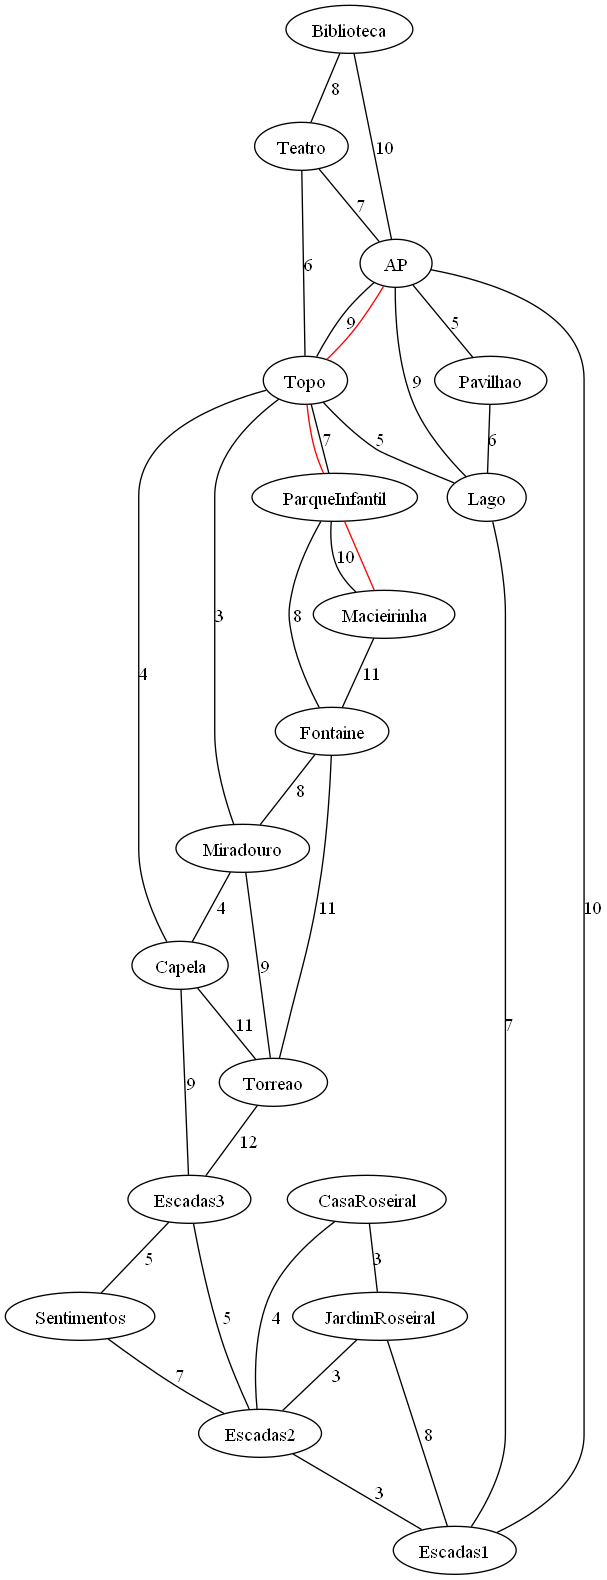 Biblioteca
8
Teatro
10
7
AP
6
9
5
Topo
Pavilhao
9
7
5
6
ParqueInfantil
Lago
10
8
3
Macieirinha
4
11
Fontaine
8
Miradouro
4
11
10
Capela
9
11
7
Torreao
9
12
Escadas3
CasaRoseiral
5
3
Sentimentos
5
4
JardimRoseiral
7
3
Escadas2
8
3
Escadas1